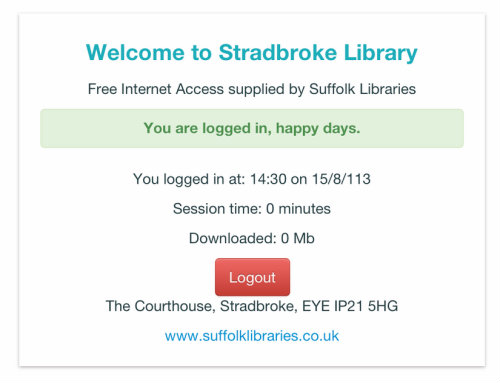 Welcome to Stradbroke Library
Free Internet Access supplied by Suffolk Libraries
You are logged in, happy days.
You logged in at: 14:30 on 15/8/113
Session time: 0 minutes
Downloaded: 0 Mb
Logout
The Courthouse, Stradbroke, EYE IP21 5HG
www.suffolklibraries.co.uk